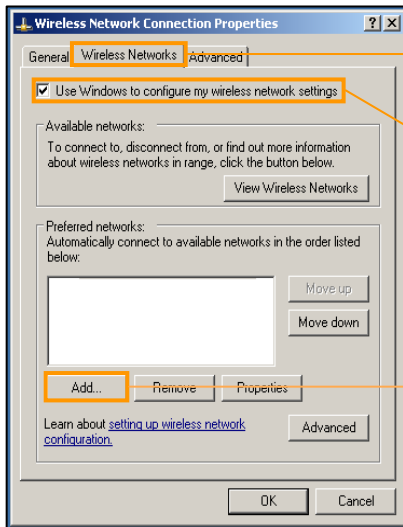 Wireless Network Connection Properties
General Wireless Networks Advanced
Use Windows to configure my wireless network settings
Available networks:
To connect to, disconnect from, or find out more information
about wireless networks in range, click the button below.
View Wireless Networks
Preferred networks:
Automatically connect to available networks in the order listed
below:
Move up
Move down
Add... Remove Properties
Learn about setting up wireless network
configuration.
Advanced
OK Cancel